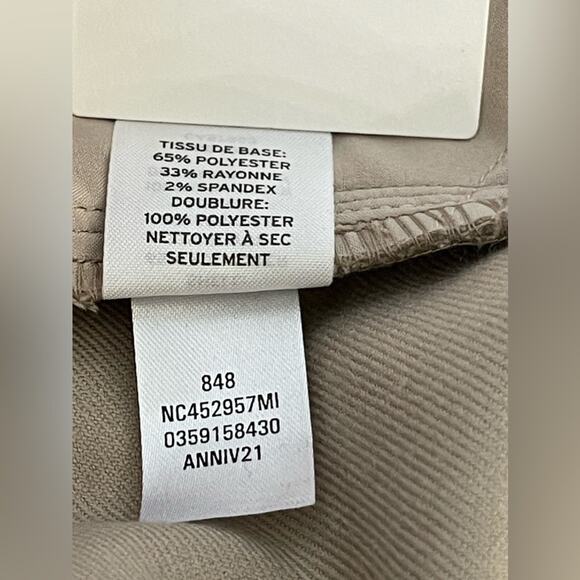 TISSU DE BASE:
65% POLYESTER
33% RAYONNE
2% SPANDEX
DOUBLURE:
100% POLYESTER
NETTOYER À SEC
SEULEMENT
848
NC452957MI
0359158430
ANNIV21